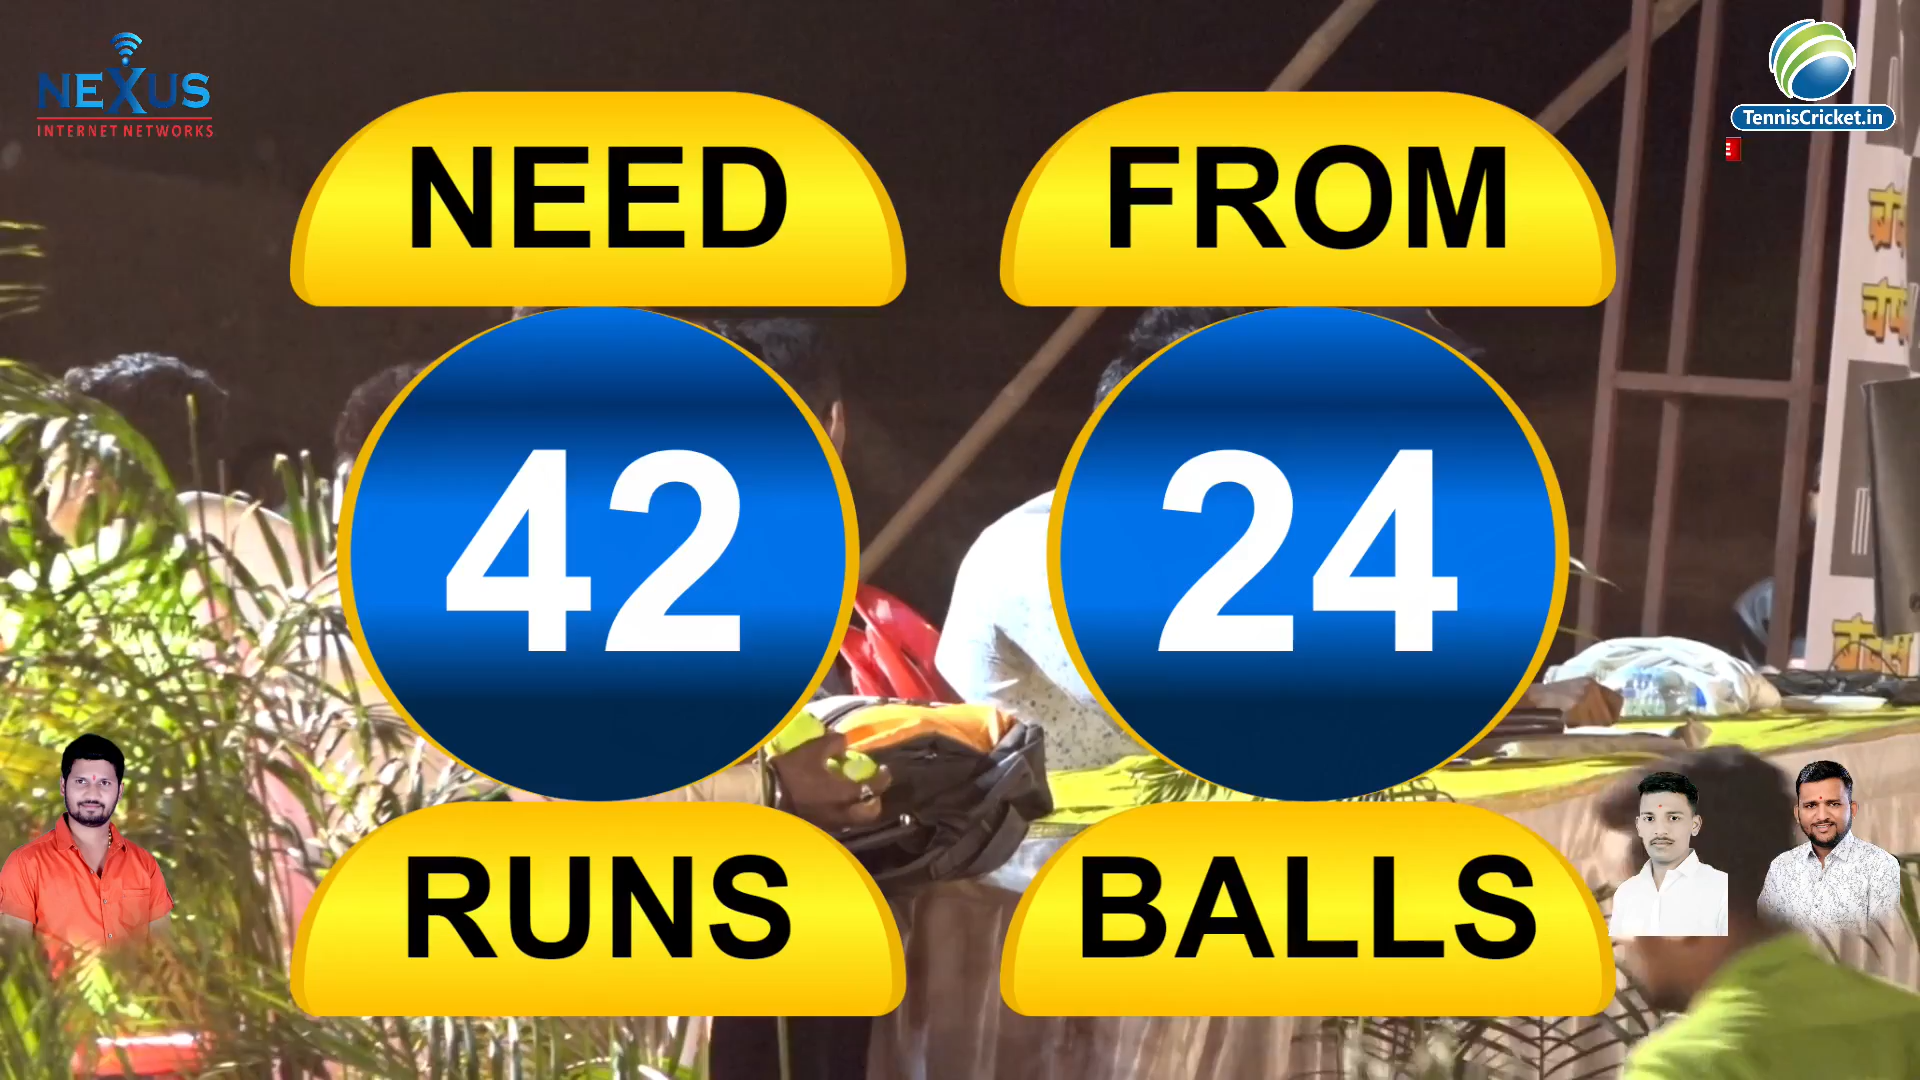 NEXUS
INTERNET NETWORKS
TennisCricket.in
NEED
FROM
42
24
RUNS
BALLS